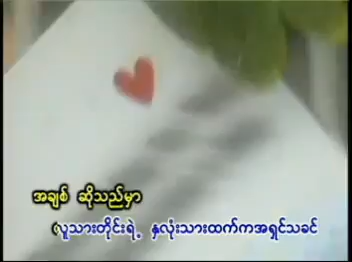 အချစ် ဆိုသည်မှာ
လူသားတိုင်းရဲ့ နှလုံးသားထက်ကအရှင်သခင်